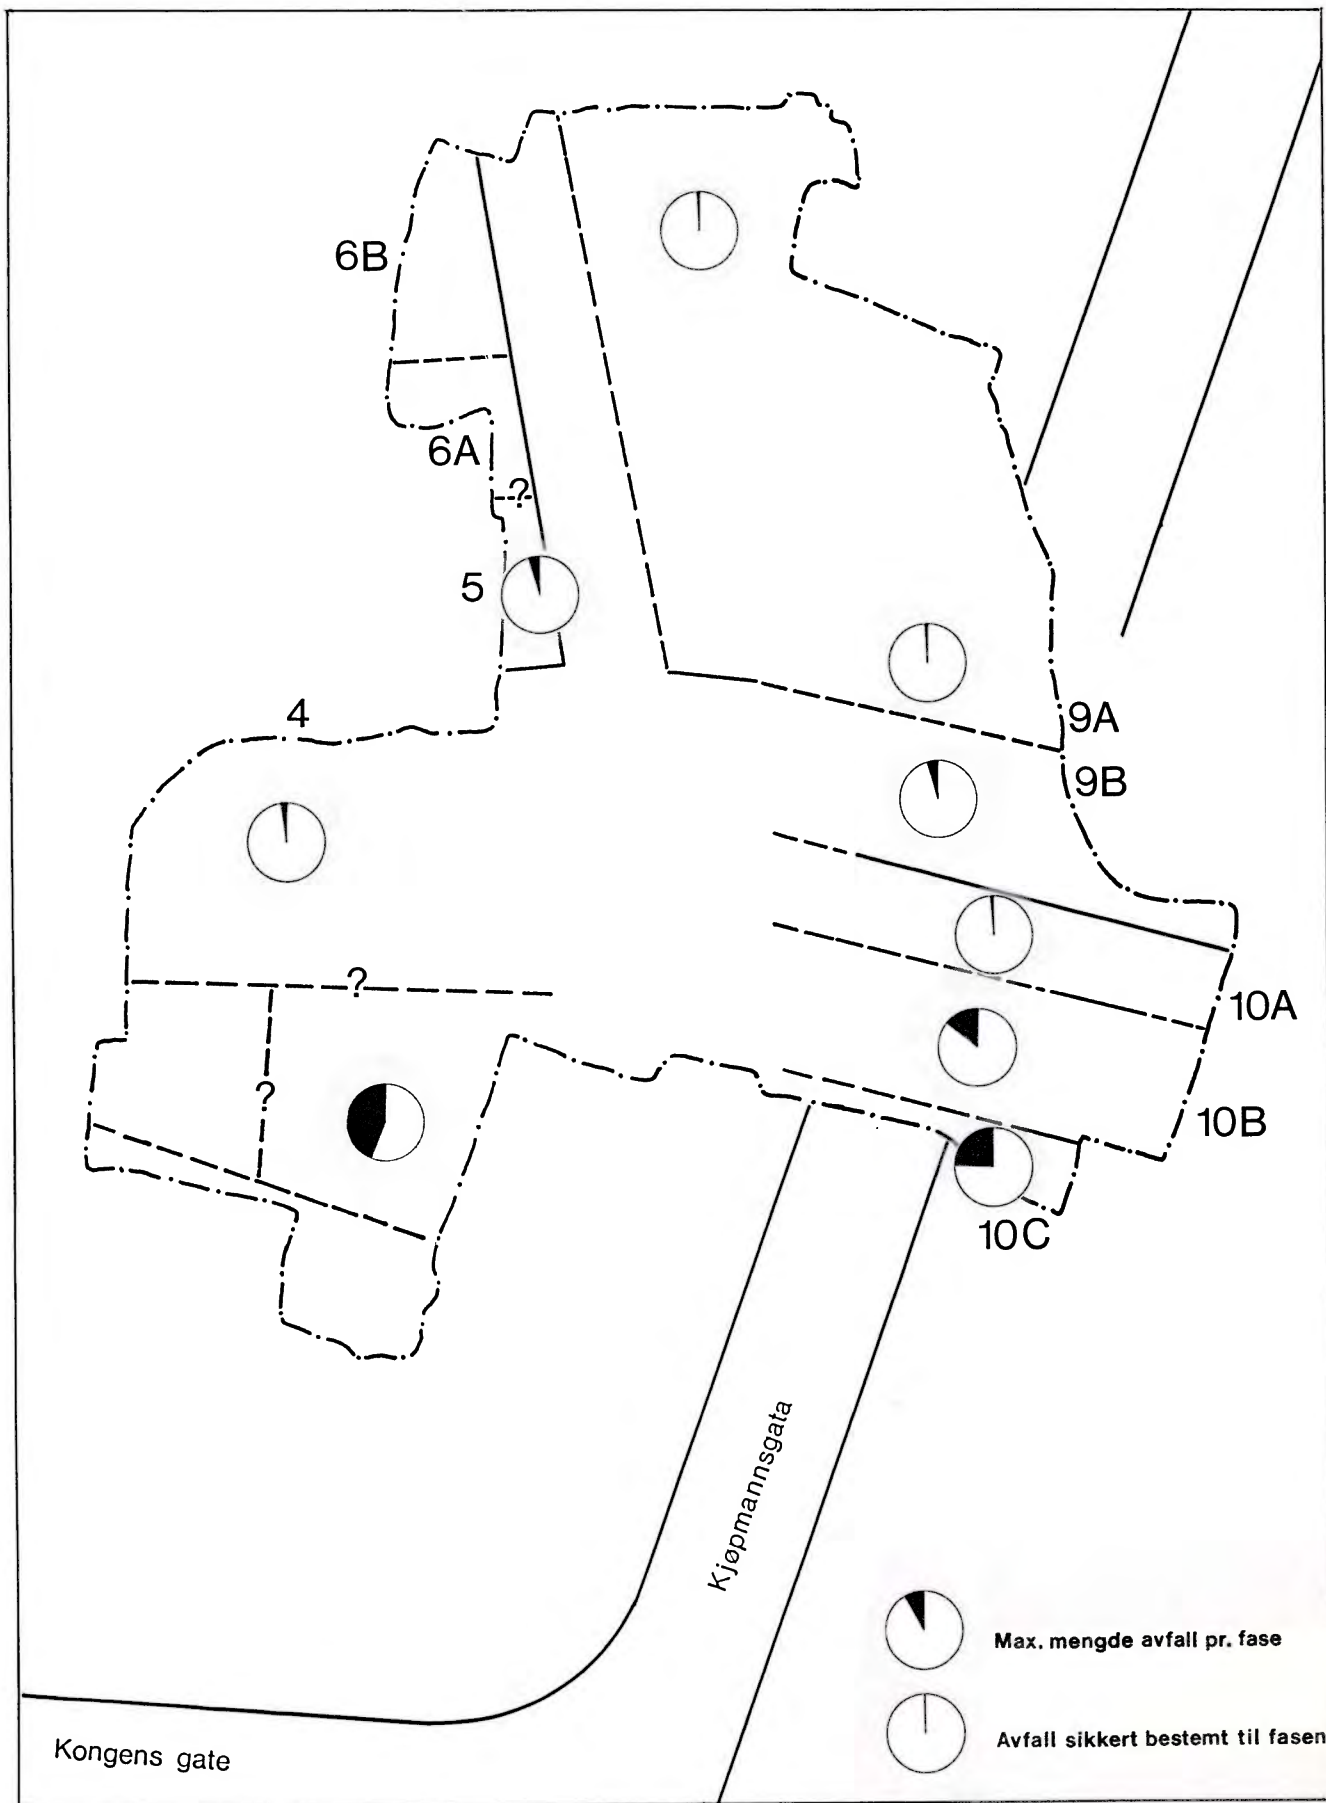 6B
6A
?
5
4
9A
9B
?
10A
?
10B
10C
Kjøpmannsgata
Max. mengde avfall pr. fase
Avfall sikkert bestemt til fasen
Kongens gate